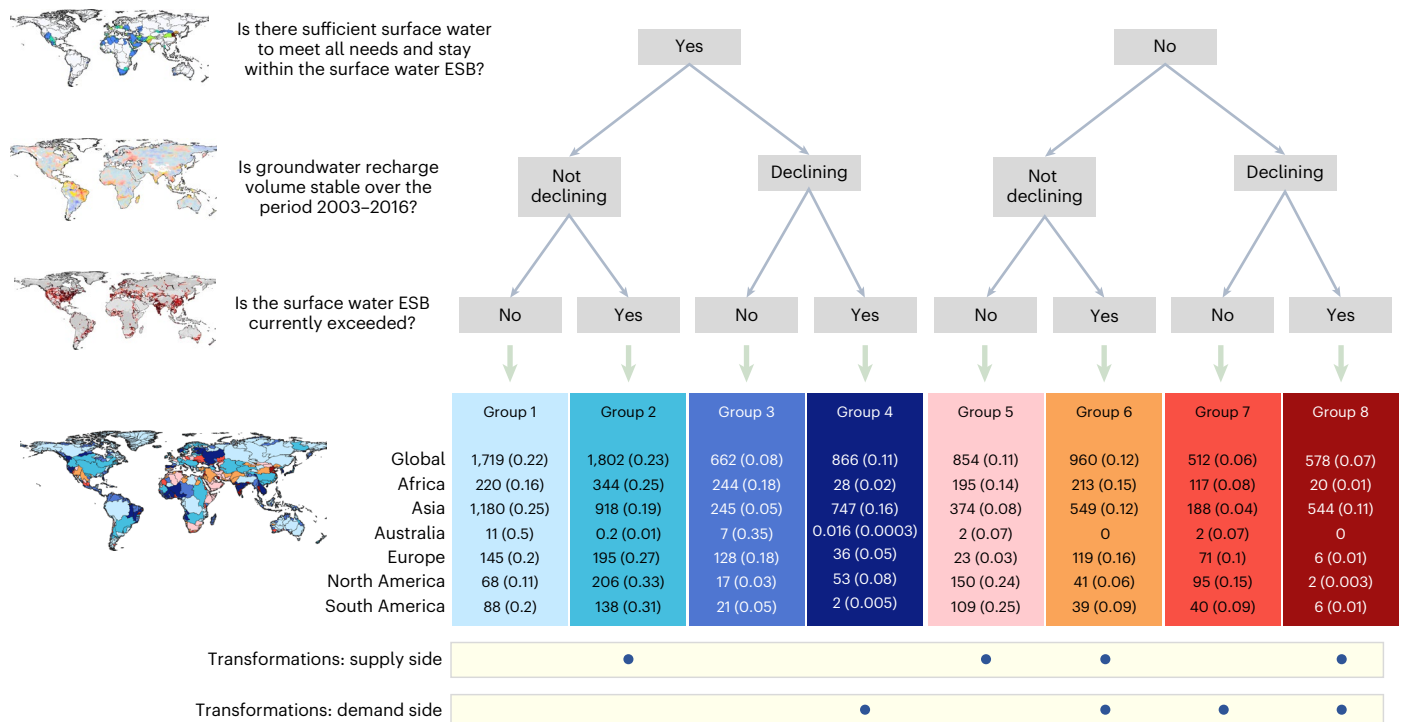 Is there sufficient surface water
to meet all needs and stay
within the surface water ESB?
Yes
No
Is groundwater recharge
volume stable over the
period 2003–2016?
Not
declining
Declining
Not
declining
Declining
Is the surface water ESB
currently exceeded?
No
Yes
No
Yes
No
Yes
No
Yes
Group 1 Group 2 Group 3 Group 4 Group 5 Group 6 Group 7 Group 8
Global 1,719 (0.22) 1,802 (0.23) 662 (0.08) 866 (0.11) 854 (0.11) 960 (0.12) 512 (0.06) 578 (0.07)
Africa 220 (0.16) 344 (0.25) 244 (0.18) 28 (0.02) 195 (0.14) 213 (0.15) 117 (0.08) 20 (0.01)
Asia 1,180 (0.25) 918 (0.19) 245 (0.05) 747 (0.16) 374 (0.08) 549 (0.12) 188 (0.04) 544 (0.11)
Australia 11 (0.5) 0.2 (0.01) 7 (0.35) 0.016 (0.0003) 2 (0.07) 0 2 (0.07) 0
Europe 145 (0.2) 195 (0.27) 128 (0.18) 36 (0.05) 23 (0.03) 119 (0.16) 71 (0.1) 6 (0.01)
North America 68 (0.11) 206 (0.33) 17 (0.03) 53 (0.08) 150 (0.24) 41 (0.06) 95 (0.15) 2 (0.003)
South America 88 (0.2) 138 (0.31) 21 (0.05) 2 (0.005) 109 (0.25) 39 (0.09) 40 (0.09) 6 (0.01)
Transformations: supply side
Transformations: demand side